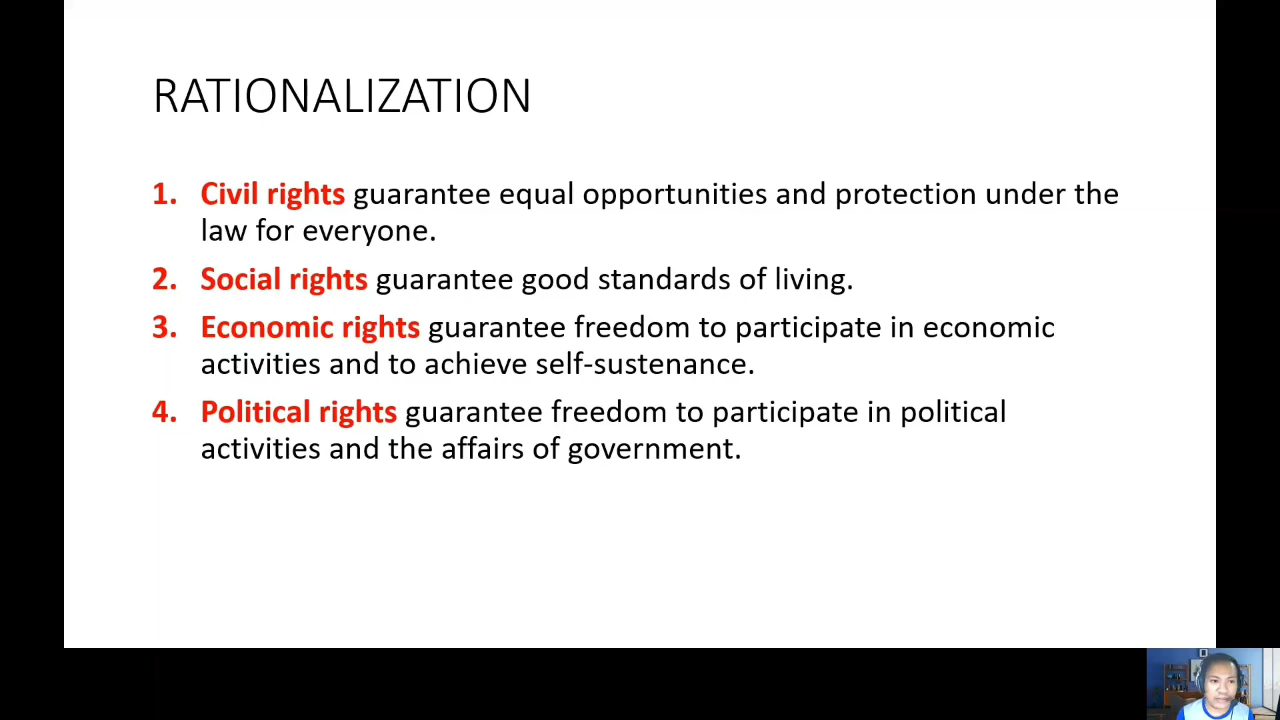 RATIONALIZATION
1. Civil rights guarantee equal opportunities and protection under the
law for everyone.
2. Social rights guarantee good standards of living.
3. Economic rights guarantee freedom to participate in economic
activities and to achieve self-sustenance.
4. Political rights guarantee freedom to participate in political
activities and the affairs of government.